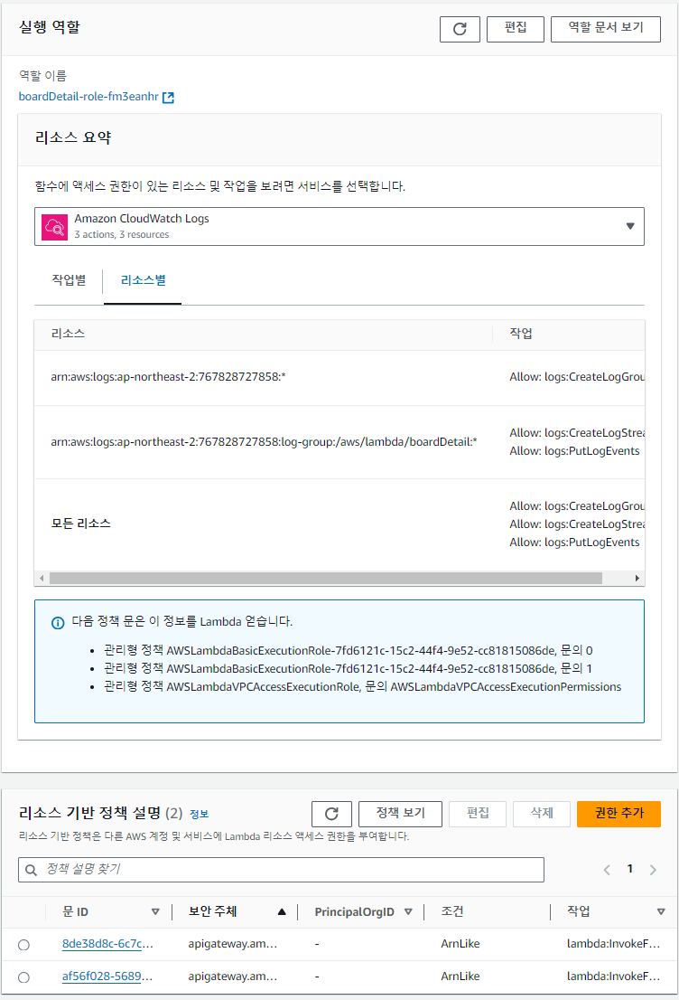 실행 역할
편집
역할 문서 보기
역할 이름
boardDetail-role-fm3eanhr
리소스 요약
함수에 액세스 권한이 있는 리소스 및 작업을 보려면 서비스를 선택합니다.
Amazon CloudWatch Logs
3 actions, 3 resources
작업별 리소스별
리소스 작업
arn:aws:logs:ap-northeast-2:767828727858:* Allow: logs:CreateLogGrou
arn:aws:logs:ap-northeast-2:767828727858:log-group:/aws/lambda/boardDetail:* Allow: logs:CreateLogStrea
Allow: logs:PutLogEvents
모든 리소스 Allow: logs:CreateLogGrou
Allow: logs:CreateLogStrea
Allow: logs:PutLogEvents
다음 정책 문은 이 정보를 Lambda 얻습니다.
• 관리형 정책 AWSLambdaBasicExecutionRole-7fd6121c-15c2-44f4-9e52-cc81815086de, 문의 0
• 관리형 정책 AWSLambdaBasicExecutionRole-7fd6121c-15c2-44f4-9e52-cc81815086de, 문의 1
• 관리형 정책 AWSLambdaVPCAccessExecutionRole, 문의 AWSLambdaVPCAccessExecutionPermissions
리소스 기반 정책 설명 (2) 정보
정책 보기 편집 삭제 권한 추가
리소스 기반 정책은 다른 AWS 계정 및 서비스에 Lambda 리소스 액세스 권한을 부여합니다.
정책 설명 찾기
1
문 ID 보안 주체 PrincipalOrgID 조건 작업
8de38d8c-6c7c... apigateway.am... - ArnLike lambda:InvokeF...
af56f028-5689... apigateway.am... - ArnLike lambda:InvokeF...